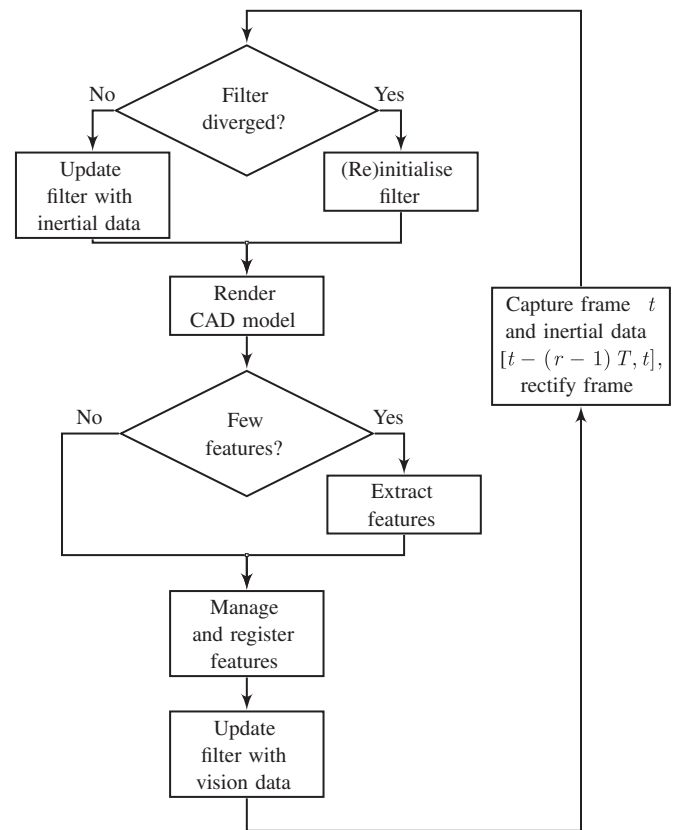 Filter
diverged?
No
Yes
Update
filter with
inertial data
(Re)initialise
filter
Render
CAD model
Few
features?
No
Yes
Extract
features
Manage
and register
features
Update
filter with
vision data
Capture frame t
and inertial data
[t − (r − 1) T, t],
rectify frame